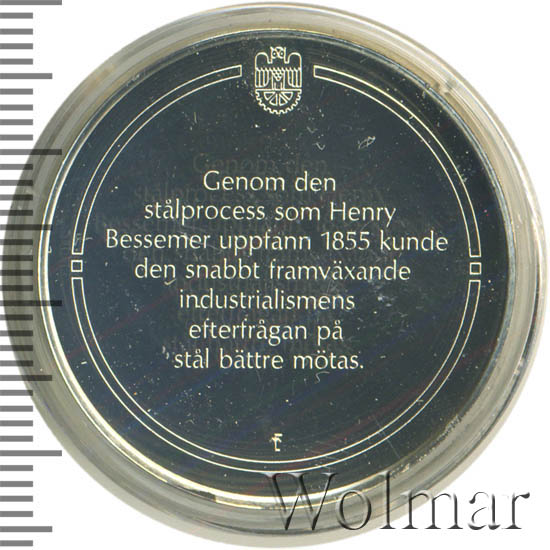 Genom den
stålprocess som Henry
Bessemer uppfann 1855 kunde
den snabbt framväxande
industrialismens
efterfrågan på
stål bättre mötas.
Wolmar